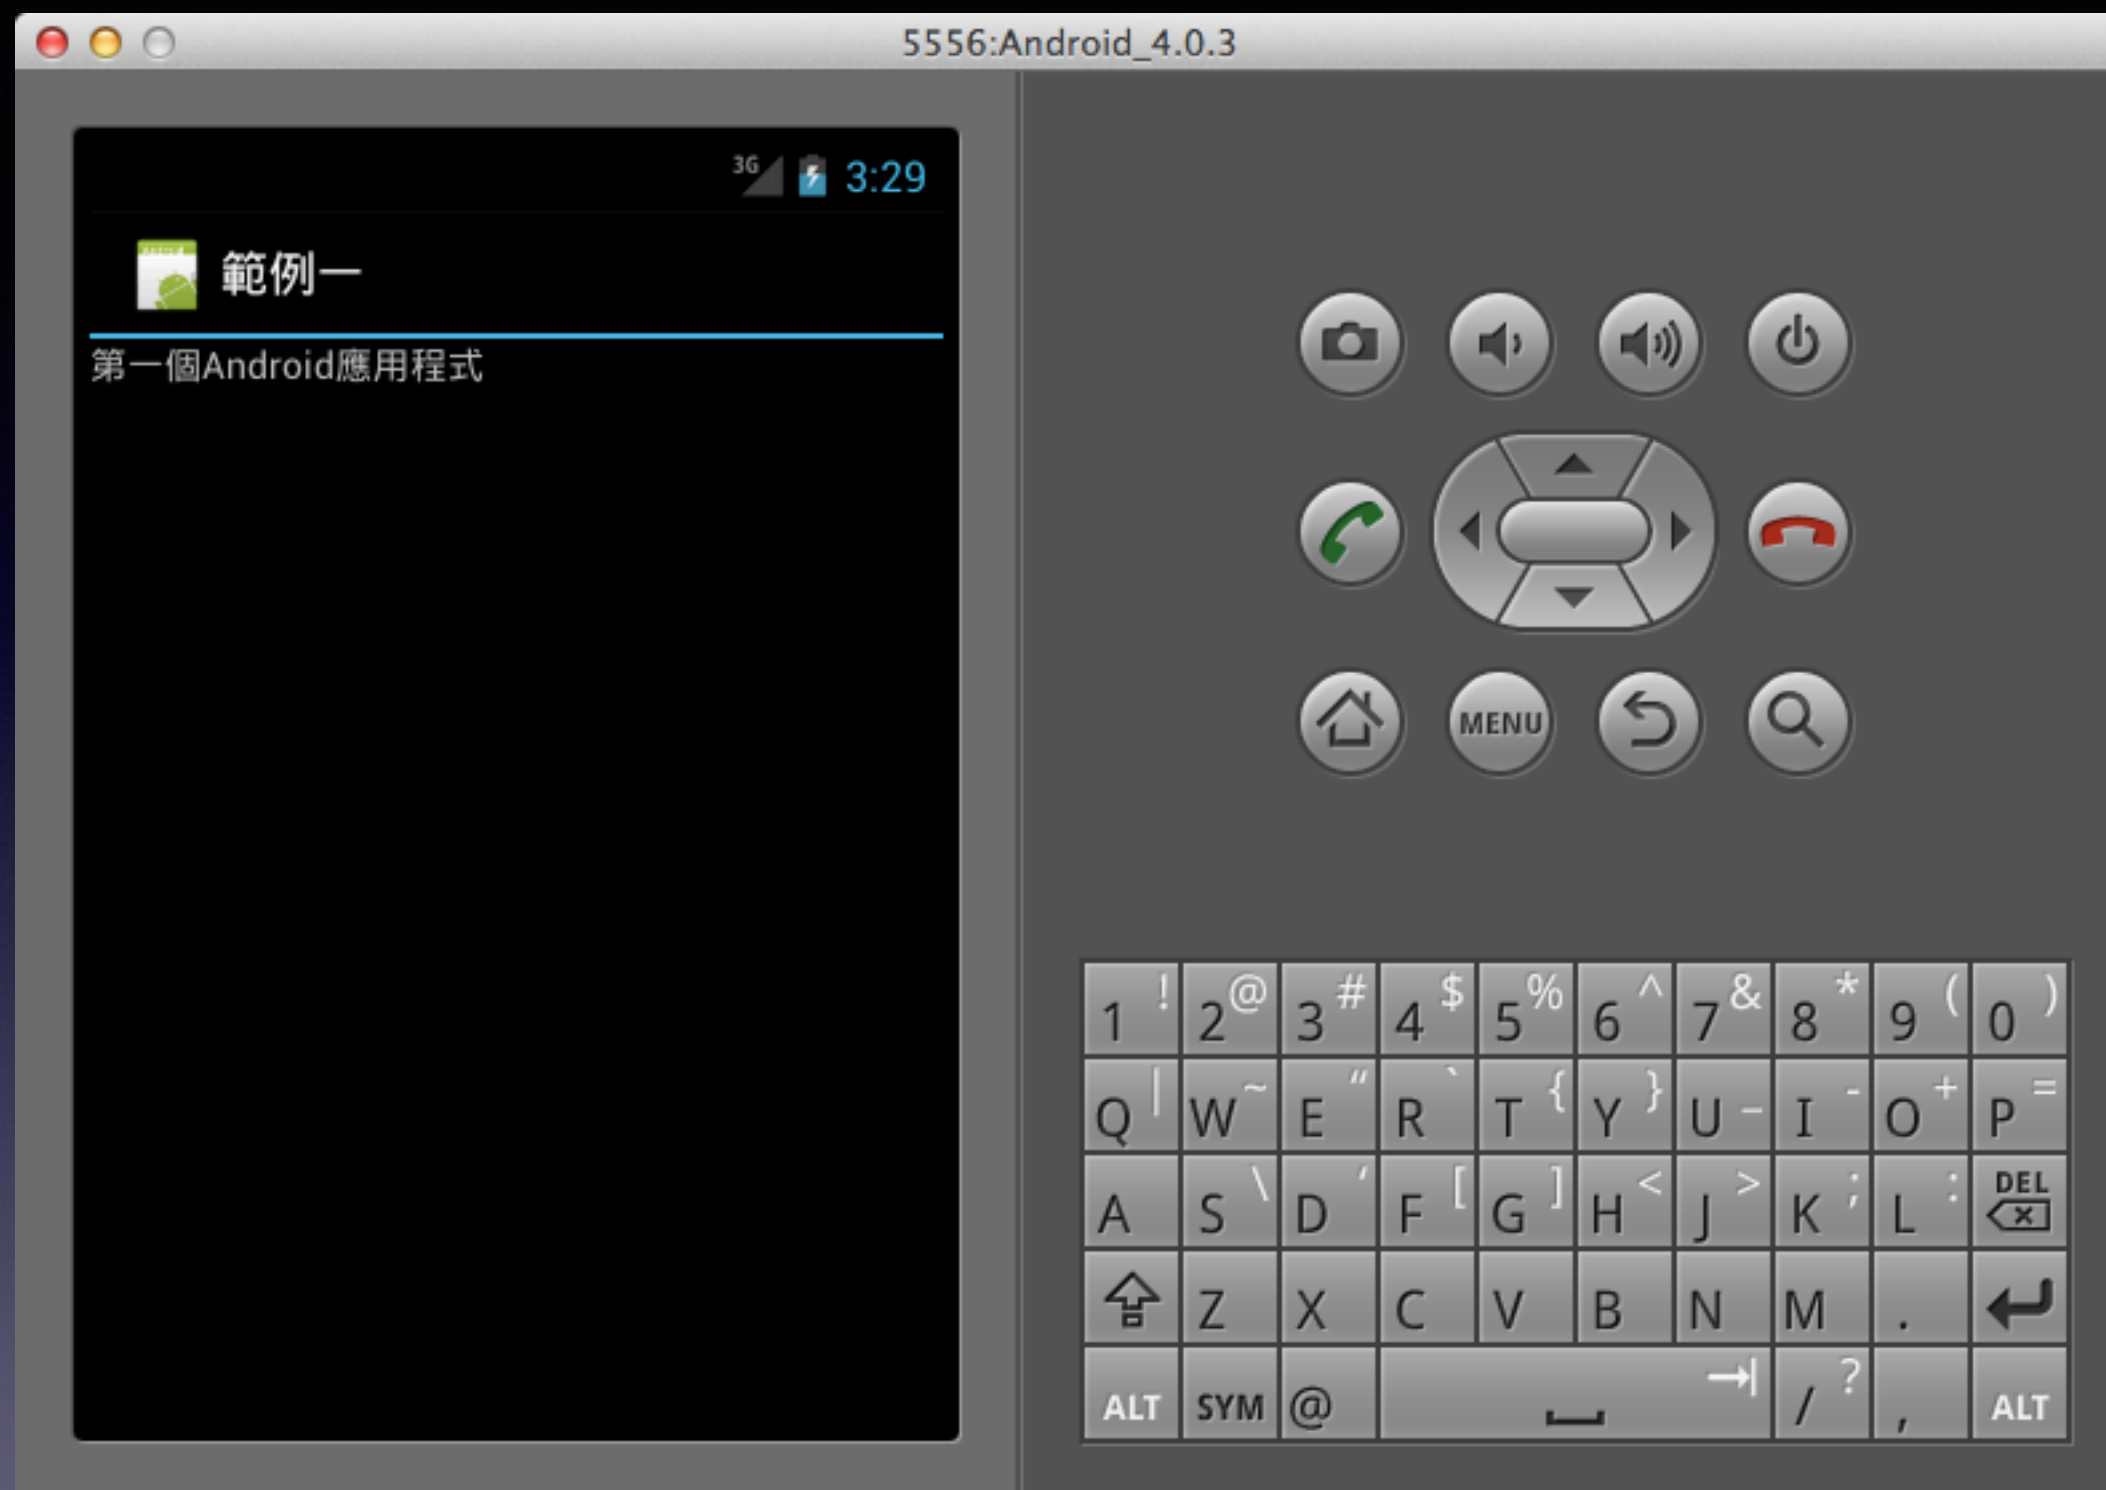 5556:Android_4.0.3
3G 3:29
範例一
第一個Android應用程式
MENU
1 ! 2 @ 3 # 4 $ 5 % 6 ^ 7 & 8 * 9 ( 0 )
Q | W ~ E “ R ` T { Y } U _ I - O + P =
A S \ D ‘ F [ G ] H < J > K ; L : DEL
Z X C V B N M .
ALT SYM @ / ? , ALT